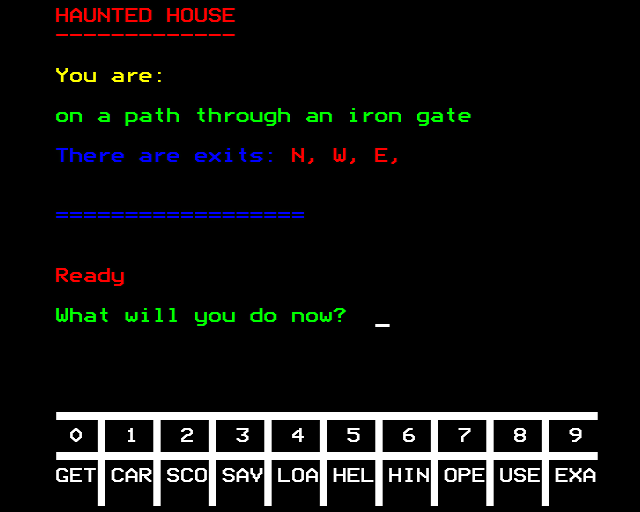 HAUNTED HOUSE
-------------
You are:
on a path through an iron gate
There are exits: N, W, E,
===================
Ready
What will you do now? _
0 1 2 3 4 5 6 7 8 9
GET CAR SCO SAV LOA HEL HIN OPE USE EXA